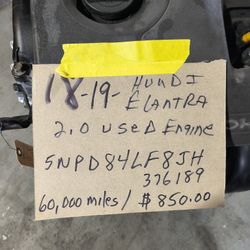 18-19- HUNDI
ELANTRA
2.0 used Engine
5NPD84LF8JH
376189
60,000 miles / $850.00